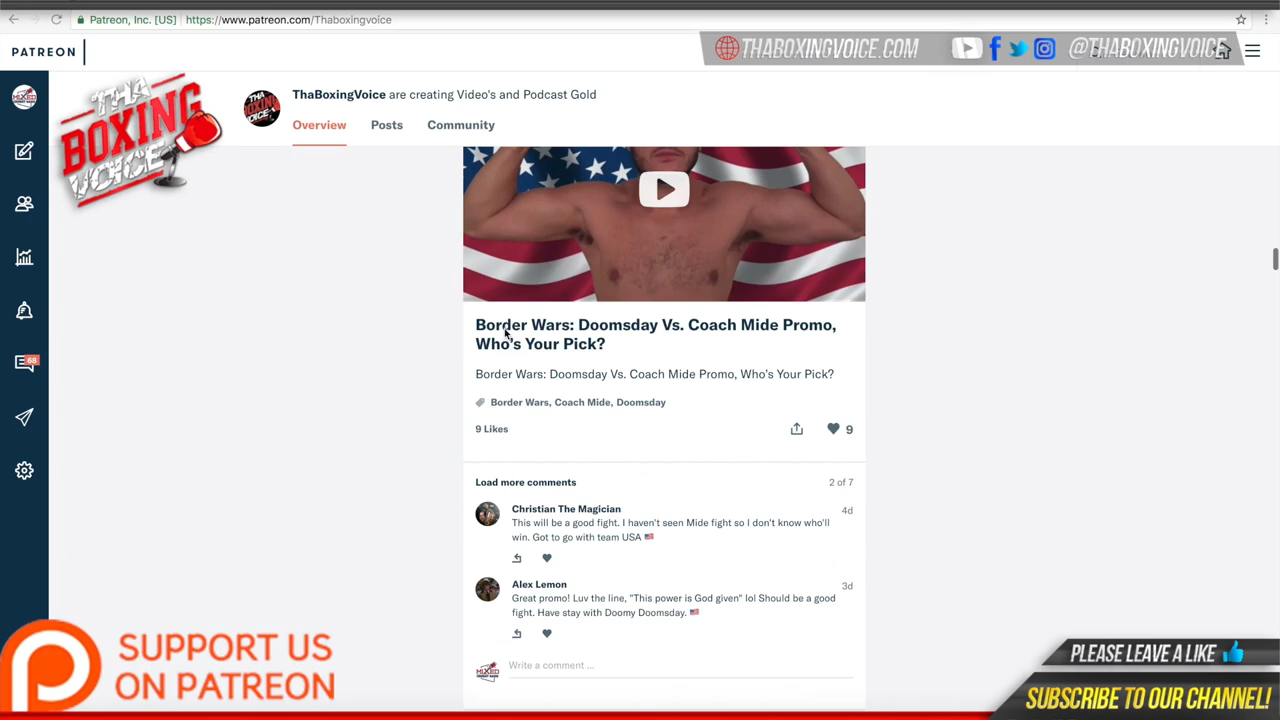 Patreon, Inc. [US]
https://www.patreon.com/Thaboxingvoice
PATREON
THABOXINGVOICE.COM
@THABOXINGVOICE
THA BOXING VOICE
ThaBoxingVoice are creating Video's and Podcast Gold
Overview
Posts
Community
68
Border Wars: Doomsday Vs. Coach Mide Promo,
Who's Your Pick?
Border Wars: Doomsday Vs. Coach Mide Promo, Who's Your Pick?
Border Wars, Coach Mide, Doomsday
9 Likes
9
Load more comments
2 of 7
Christian The Magician
4d
This will be a good fight. I haven't seen Mide fight so I don't know who'll
win. Got to go with team USA 🇺🇸
Alex Lemon
3d
Great promo! Luv the line, "This power is God given" lol Should be a good
fight. Have stay with Doomy Doomsday. 🇺🇸
MIXED
Write a comment ...
SUPPORT US
ON PATREON
PLEASE LEAVE A LIKE
SUBSCRIBE TO OUR CHANNEL!